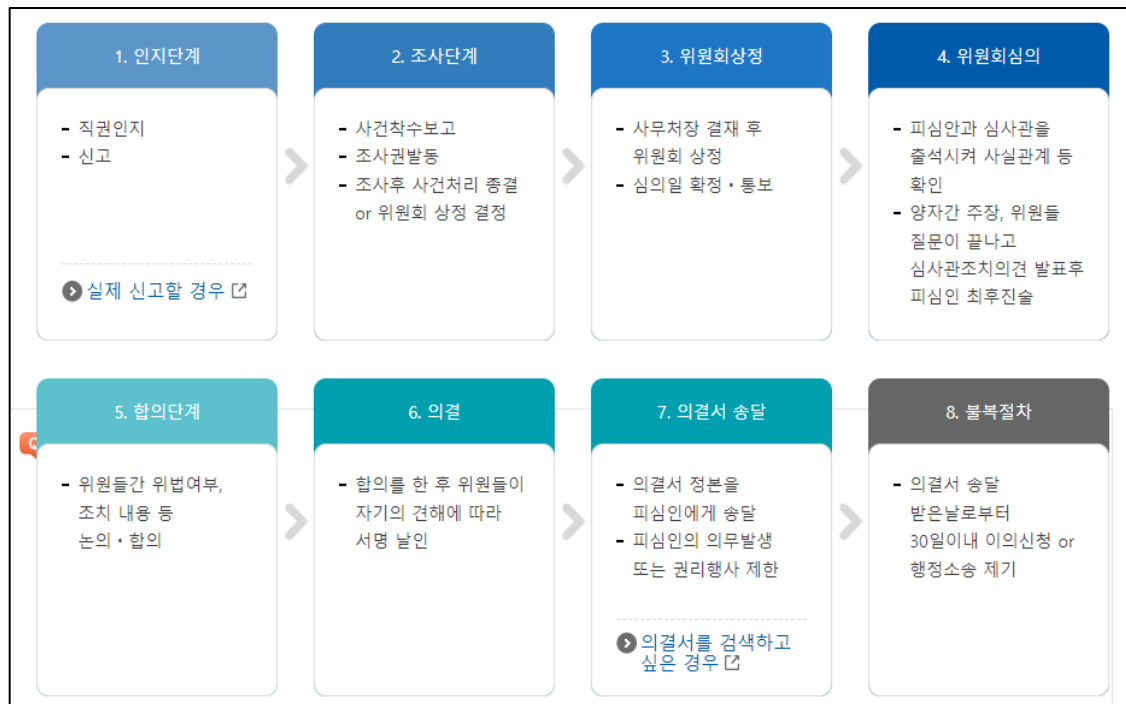 1. 인지단계
- 직권인지
- 신고
실제 신고할 경우
2. 조사단계
- 사건착수보고
- 조사권발동
- 조사후 사건처리 종결
or 위원회 상정 결정
3. 위원회상정
- 사무처장 결재 후
위원회 상정
- 심의일 확정・통보
4. 위원회심의
- 피심안과 심사관을
출석시켜 사실관계 등
확인
- 양자간 주장, 위원들
질문이 끝나고
심사관조치의견 발표후
피심인 최후진술
5. 합의단계
- 위원들간 위법여부,
조치 내용 등
논의・합의
6. 의결
- 합의를 한 후 위원들이
자기의 견해에 따라
서명 날인
7. 의결서 송달
- 의결서 정본을
피심인에게 송달
- 피심인의 의무발생
또는 권리행사 제한
의결서를 검색하고
싶은 경우
8. 불복절차
- 의결서 송달
받은날로부터
30일이내 이의신청 or
행정소송 제기